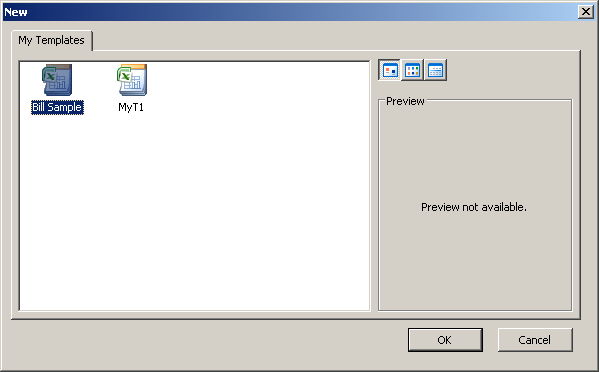 New
My Templates
Bill Sample
MyT1
Preview
Preview not available.
OK
Cancel